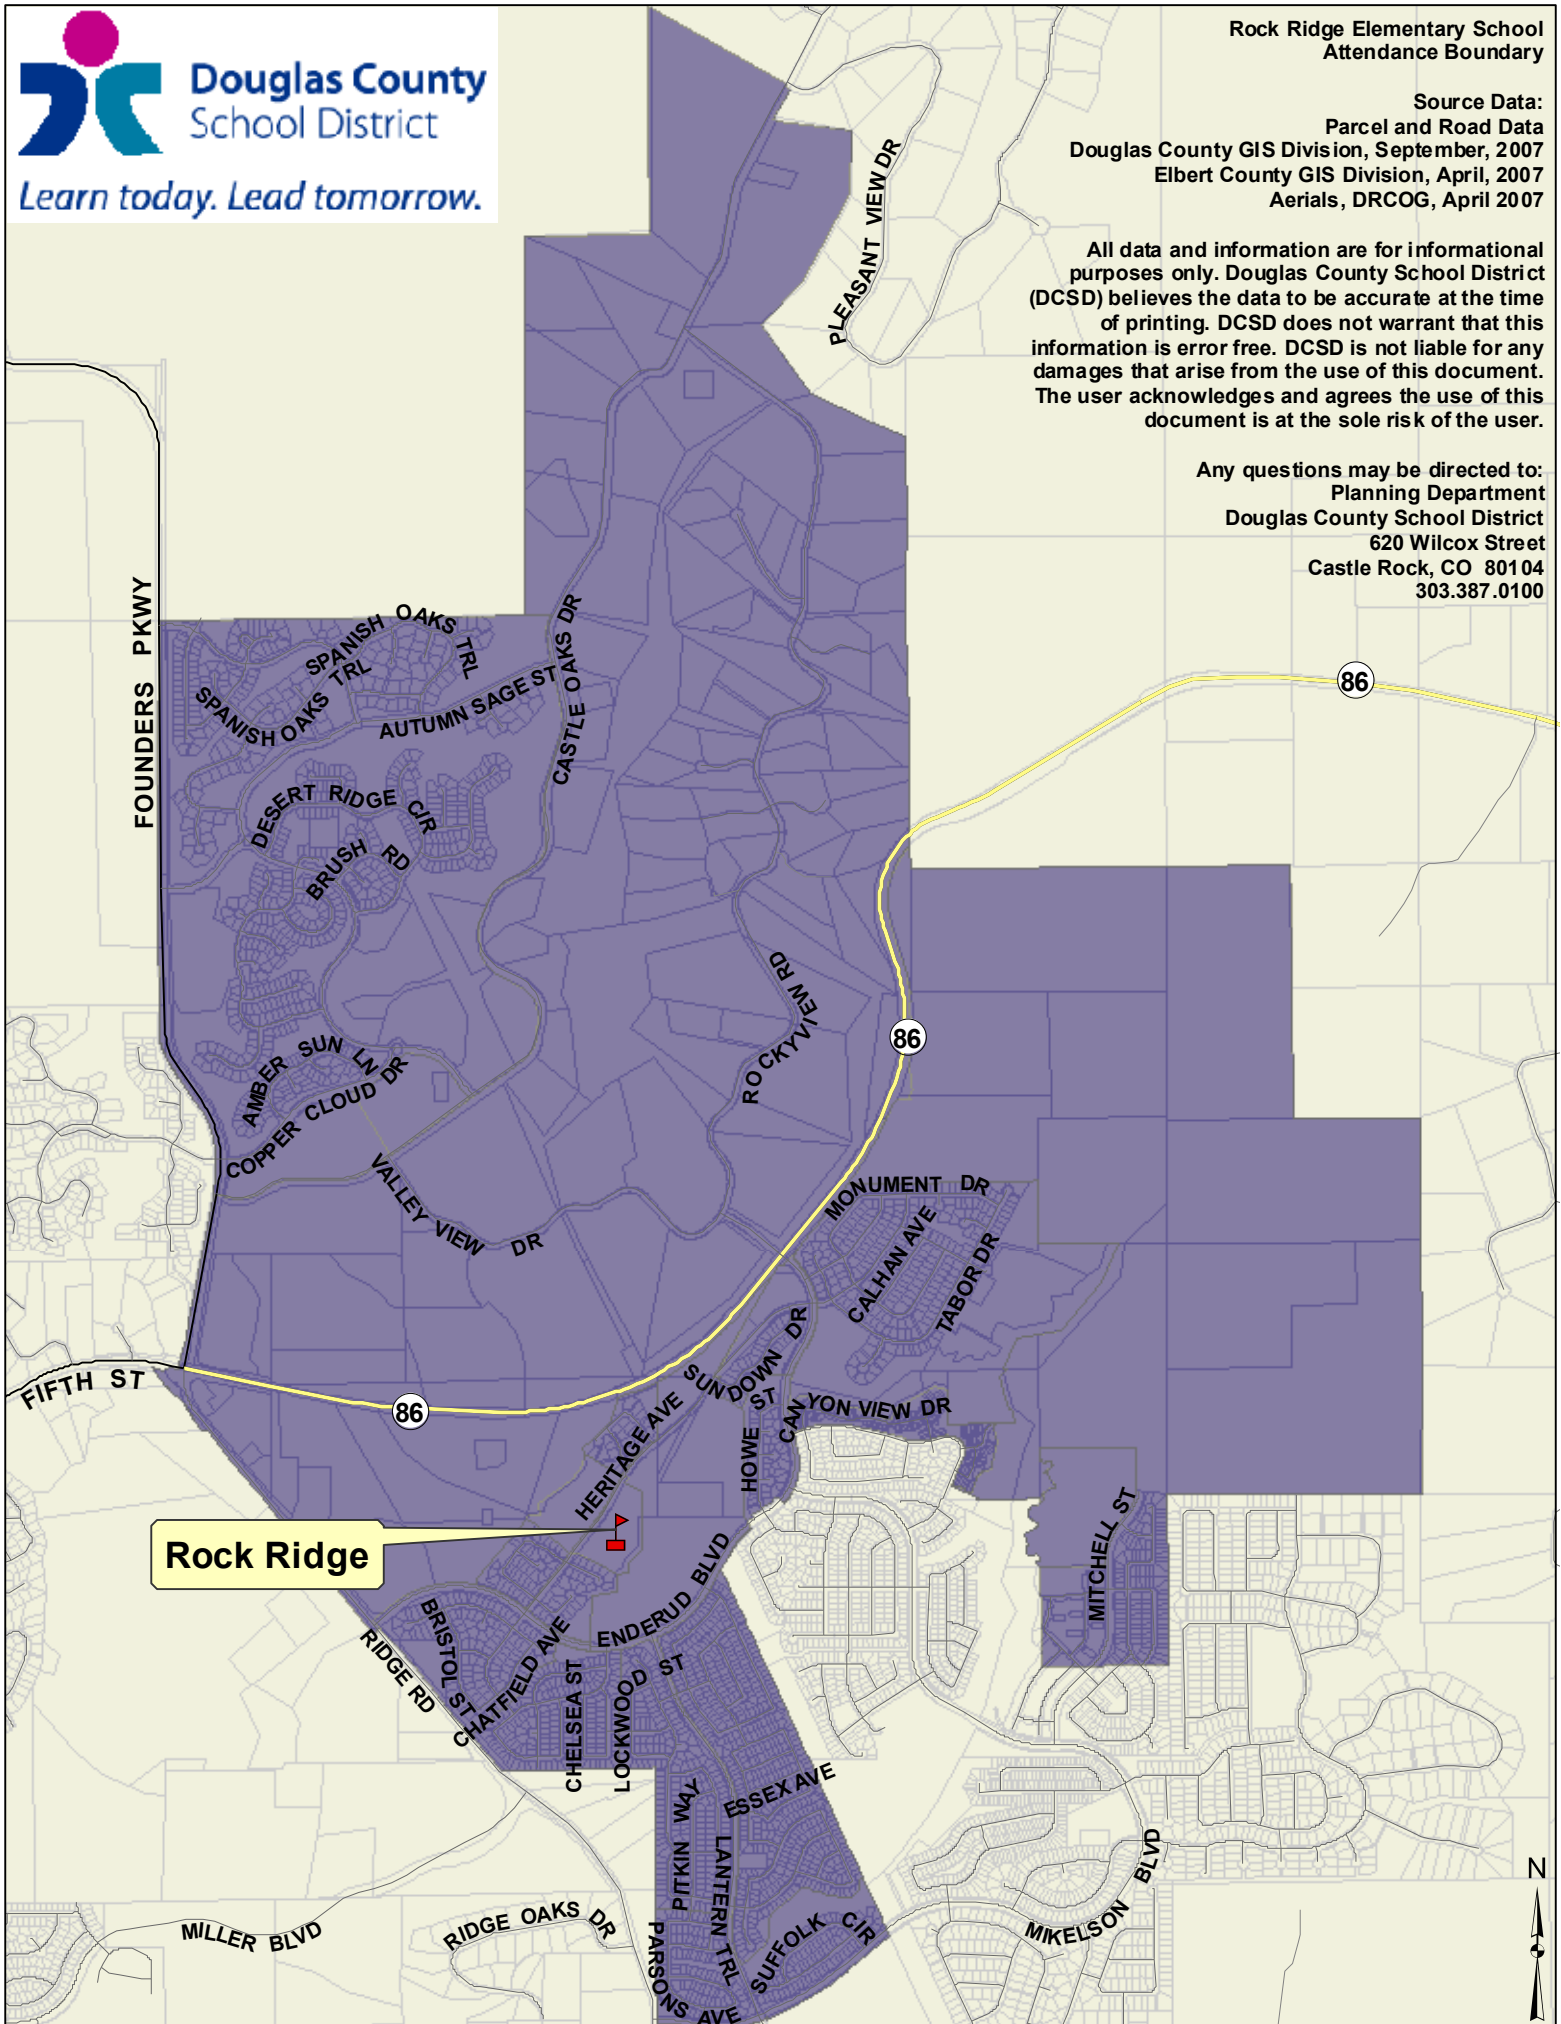 Douglas County
School District
Learn today. Lead tomorrow.
Rock Ridge Elementary School
Attendance Boundary
Source Data:
Parcel and Road Data
Douglas County GIS Division, September, 2007
Elbert County GIS Division, April, 2007
Aerials, DRCOG, April 2007
All data and information are for informational
purposes only. Douglas County School District
(DCSD) believes the data to be accurate at the time
of printing. DCSD does not warrant that this
information is error free. DCSD is not liable for any
damages that arise from the use of this document.
The user acknowledges and agrees the use of this
document is at the sole risk of the user.
Any questions may be directed to:
Planning Department
Douglas County School District
620 Wilcox Street
Castle Rock, CO  80104
303.387.0100
PLEASANT VIEW DR
FOUNDERS PKWY
SPANISH OAKS TRL
SPANISH OAKS TRL
AUTUMN SAGE ST
CASTLE OAKS DR
86
DESERT RIDGE CIR
BRUSH RD
ROCKYVIEW RD
86
AMBER SUN LN
COPPER CLOUD DR
VALLEY VIEW DR
MONUMENT DR
CALHAN AVE
TABOR DR
FIFTH ST
86
SUNDOWN DR
HERITAGE AVE
HOWE ST
CANYON VIEW DR
Rock Ridge
MITCHELL ST
ENDERUD BLVD
BRISTOL ST
RIDGE RD
CHATFIELD AVE
CHELSEA ST
LOCKWOOD ST
ESSEX AVE
PITKIN WAY
LANTERN TRL
SUFFOLK CIR
PARSONS AVE
MILLER BLVD
RIDGE OAKS DR
MIKELSON BLVD
N